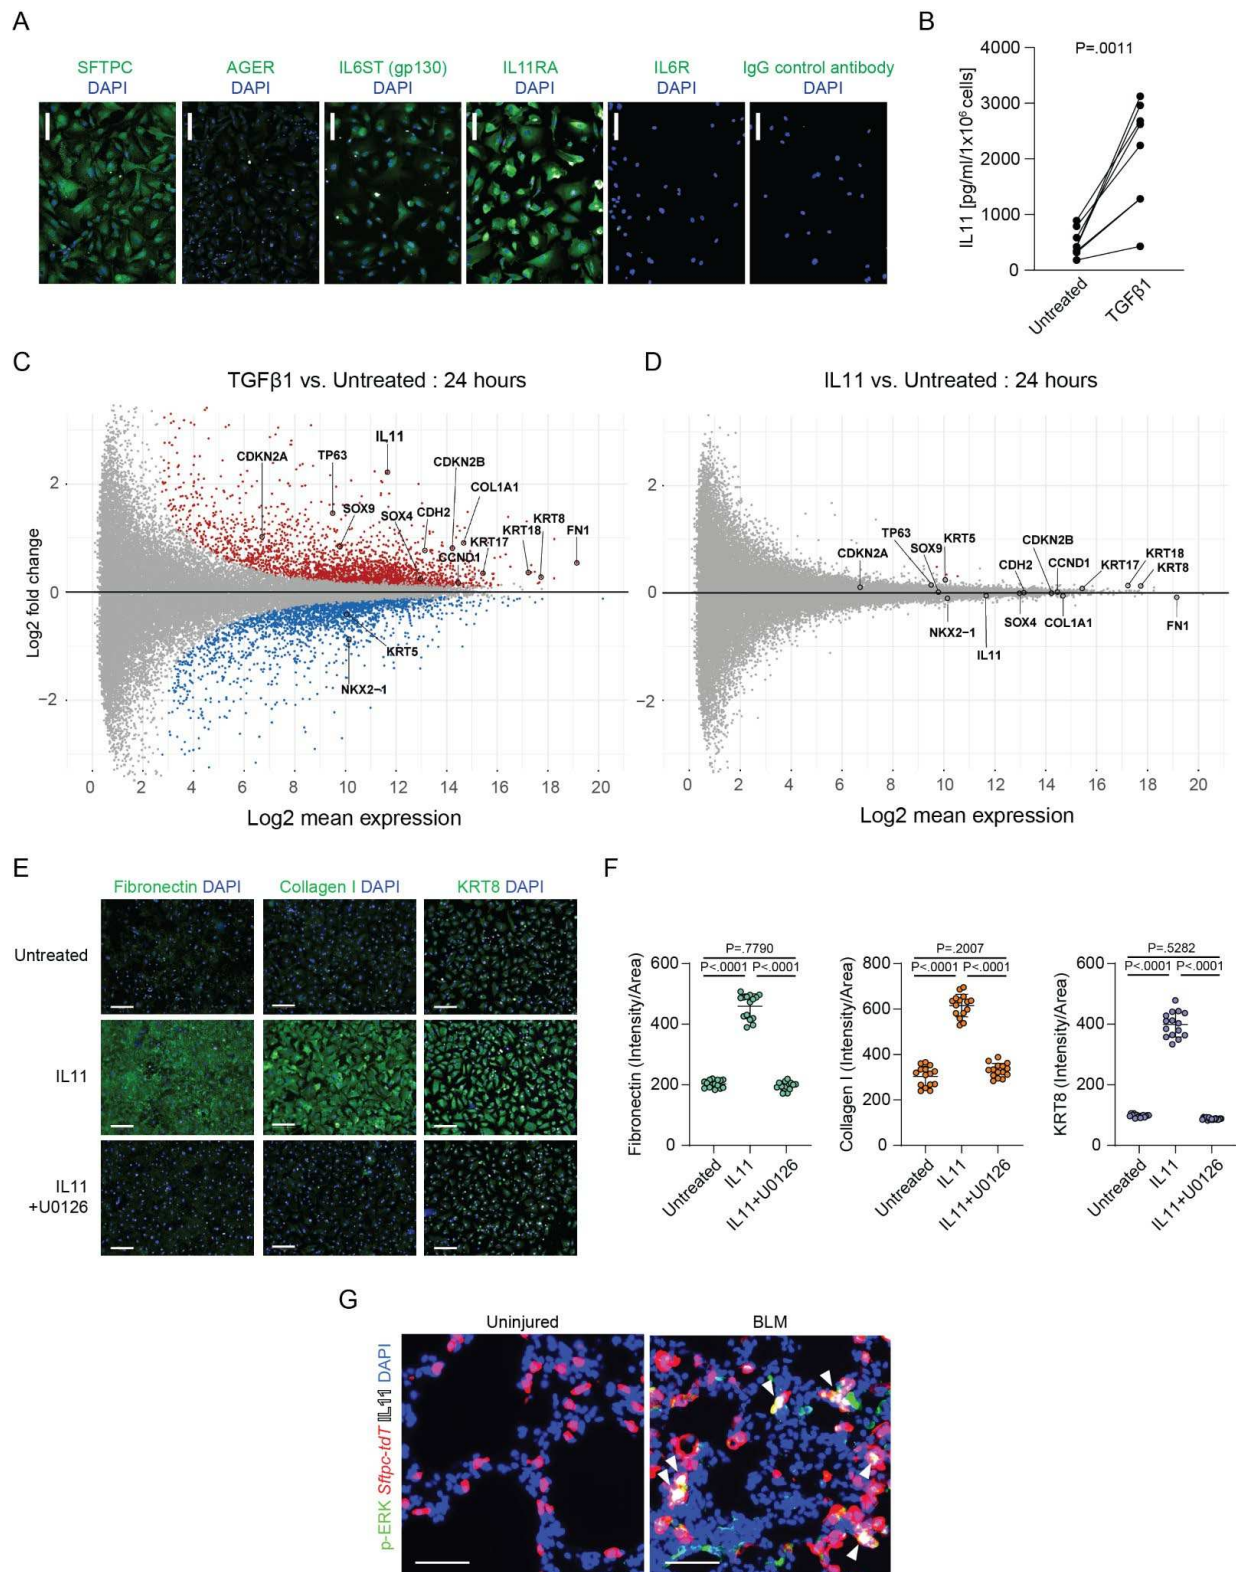 A
SFTPC
DAPI
AGER
DAPI
IL6ST (gp130)
DAPI
IL11RA
DAPI
IL6R
DAPI
IgG control antibody
DAPI
B
P=.0011
IL11 [pg/ml/1x10⁶ cells]
4000
3000
2000
1000
0
Untreated
TGFβ1
C
TGFβ1 vs. Untreated : 24 hours
Log2 fold change
2
0
−2
IL11
CDKN2A
TP63
CDKN2B
COL1A1
SOX9
SOX4
CDH2
KRT8
KRT18
FN1
KRT17
CCND1
KRT5
NKX2−1
0 2 4 6 8 10 12 14 16 18 20
Log2 mean expression
D
IL11 vs. Untreated : 24 hours
2
0
−2
TP63
KRT5
CDKN2B
SOX9
CDKN2A
CDH2
CCND1
KRT17
KRT18
KRT8
NKX2−1
SOX4
COL1A1
FN1
IL11
0 2 4 6 8 10 12 14 16 18 20
Log2 mean expression
E
Fibronectin DAPI
Collagen I DAPI
KRT8 DAPI
Untreated
IL11
IL11
+U0126
F
P=.7790
P<.0001 P<.0001
Fibronectin (Intensity/Area)
600
400
200
0
Untreated
IL11
IL11+U0126
P=.2007
P<.0001 P<.0001
Collagen I (Intensity/Area)
800
600
400
200
0
Untreated
IL11
IL11+U0126
P=.5282
P<.0001 P<.0001
KRT8 (Intensity/Area)
600
400
200
0
Untreated
IL11
IL11+U0126
G
Uninjured
BLM
p-ERK Sftpc-tdT IL11 DAPI